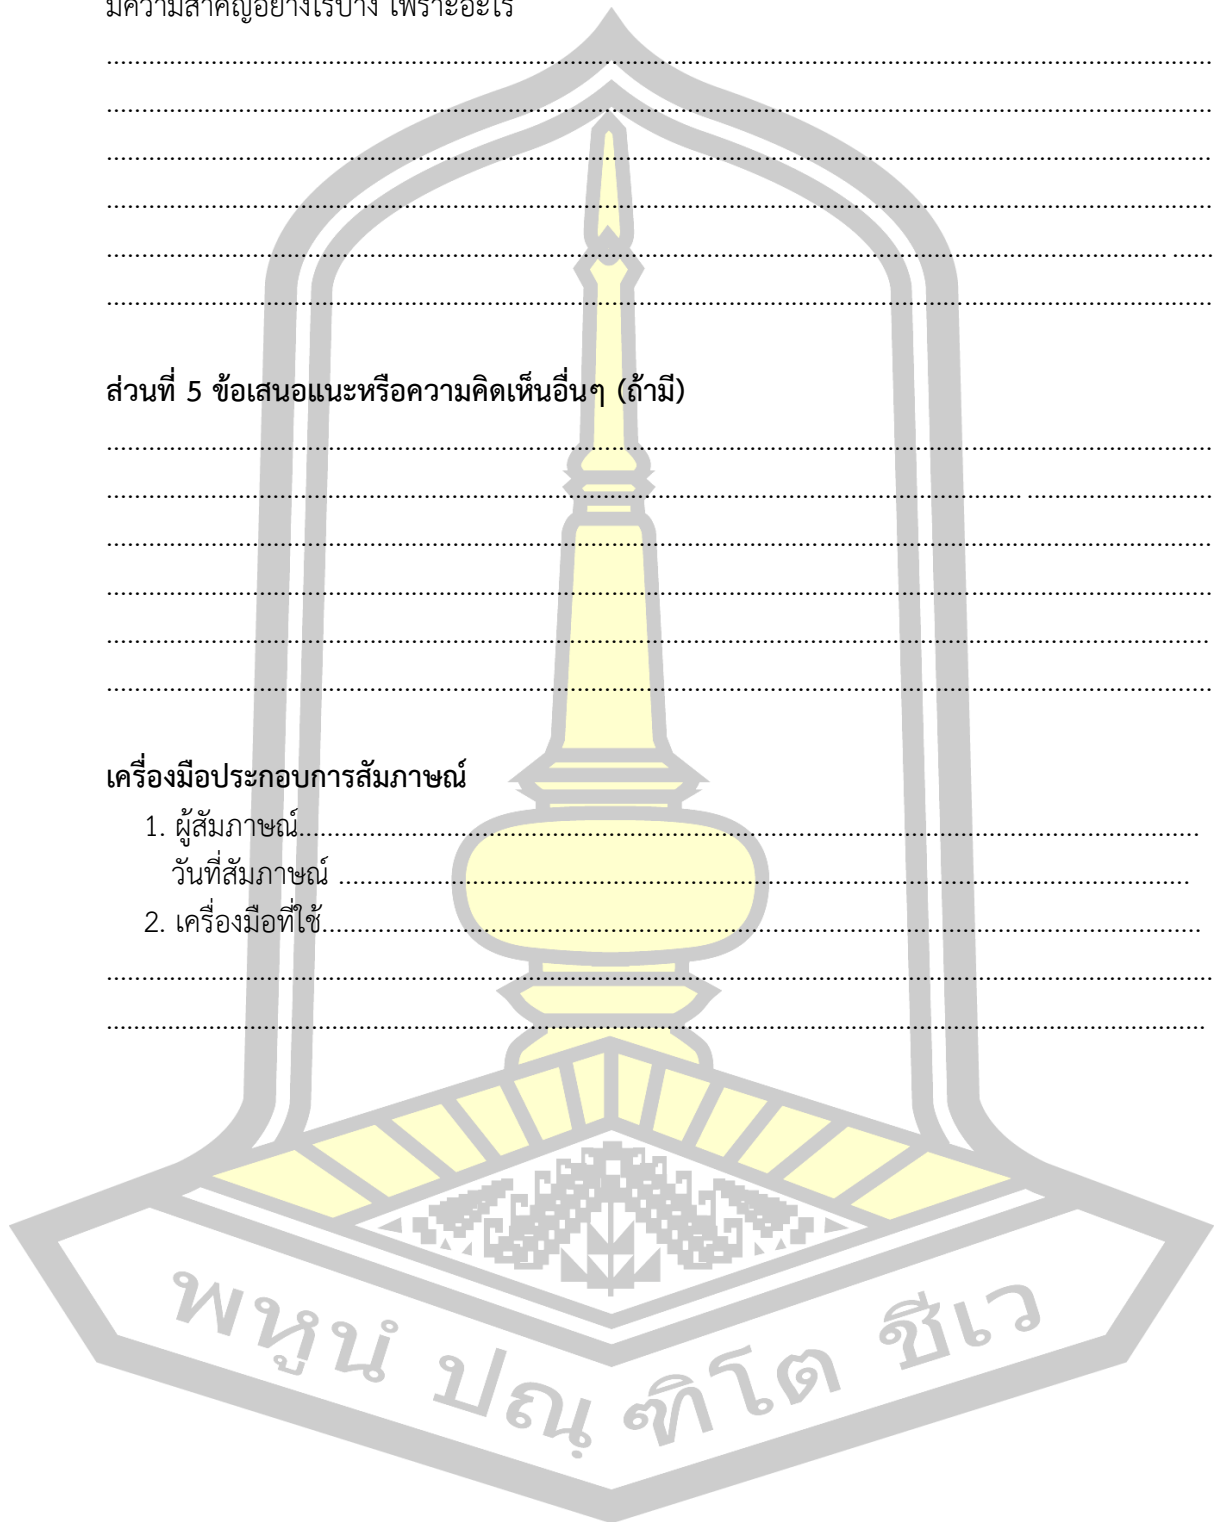 มีความสำคัญอย่างไรบ้าง เพราะอะไร
................................................................................
................................................................................
................................................................................
................................................................................
................................................................................ ......
................................................................................
ส่วนที่ 5 ข้อเสนอแนะหรือความคิดเห็นอื่นๆ (ถ้ามี)
................................................................................
................................................................................ ..........................
................................................................................
................................................................................
................................................................................
................................................................................
เครื่องมือประกอบการสัมภาษณ์
1. ผู้สัมภาษณ์................................................................................
วันที่สัมภาษณ์ ................................................................................
2. เครื่องมือที่ใช้................................................................................
................................................................................
................................................................................
พหูนํ ปณฺฑิโต ชีเว